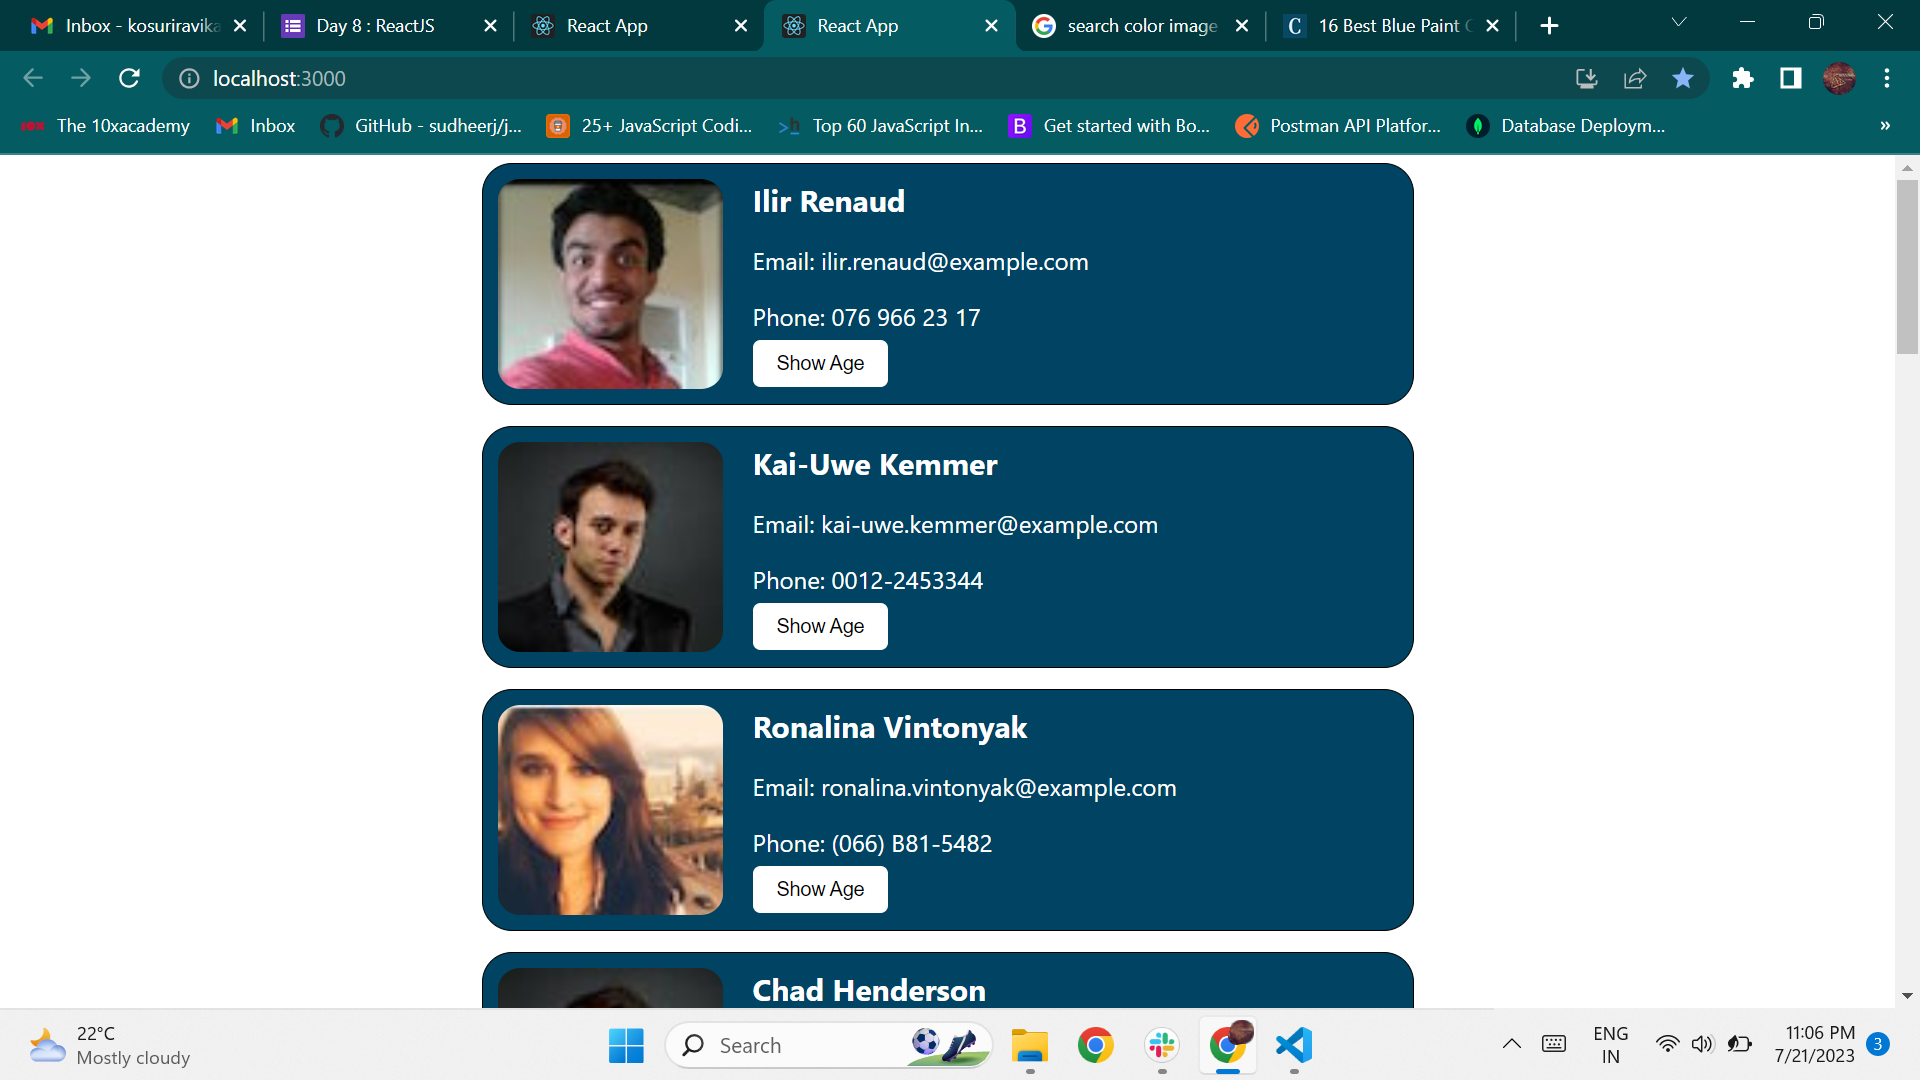 Inbox - kosuriravika
Day 8 : ReactJS
React App
React App
search color image
16 Best Blue Paint C
localhost:3000
The 10xacademy
Inbox
GitHub - sudheerj/j...
25+ JavaScript Codi...
Top 60 JavaScript In...
Get started with Bo...
Postman API Platfor...
Database Deploym...
»
Ilir Renaud
Email: ilir.renaud@example.com
Phone: 076 966 23 17
Show Age
Kai-Uwe Kemmer
Email: kai-uwe.kemmer@example.com
Phone: 0012-2453344
Show Age
Ronalina Vintonyak
Email: ronalina.vintonyak@example.com
Phone: (066) B81-5482
Show Age
Chad Henderson
22°C
Mostly cloudy
Search
ENG
IN
11:06 PM
7/21/2023
3